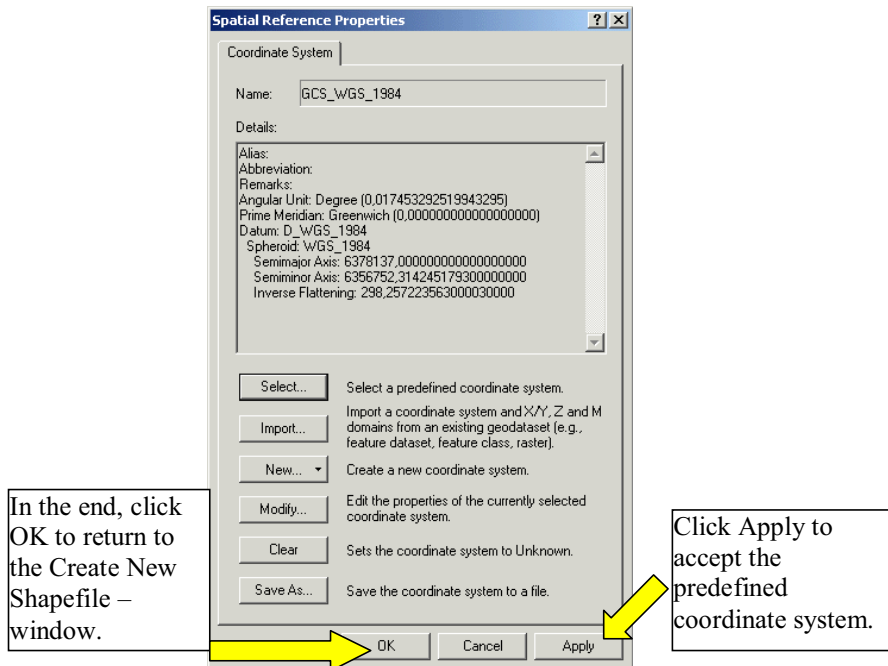 Spatial Reference Properties
Coordinate System
Name: GCS_WGS_1984
Details:
Alias:
Abbreviation:
Remarks:
Angular Unit: Degree (0,017453292519943295)
Prime Meridian: Greenwich (0,000000000000000000)
Datum: D_WGS_1984
Spheroid: WGS_1984
Semimajor Axis: 6378137,000000000000000000
Semiminor Axis: 6356752,314245179300000000
Inverse Flattening: 298,257223563000030000
Select... Select a predefined coordinate system.
Import... Import a coordinate system and X/Y, Z and M
domains from an existing geodataset (e.g.,
feature dataset, feature class, raster).
New... Create a new coordinate system.
Modify... Edit the properties of the currently selected
coordinate system.
Clear Sets the coordinate system to Unknown.
Save As... Save the coordinate system to a file.
OK Cancel Apply
In the end, click
OK to return to
the Create New
Shapefile –
window.
Click Apply to
accept the
predefined
coordinate system.